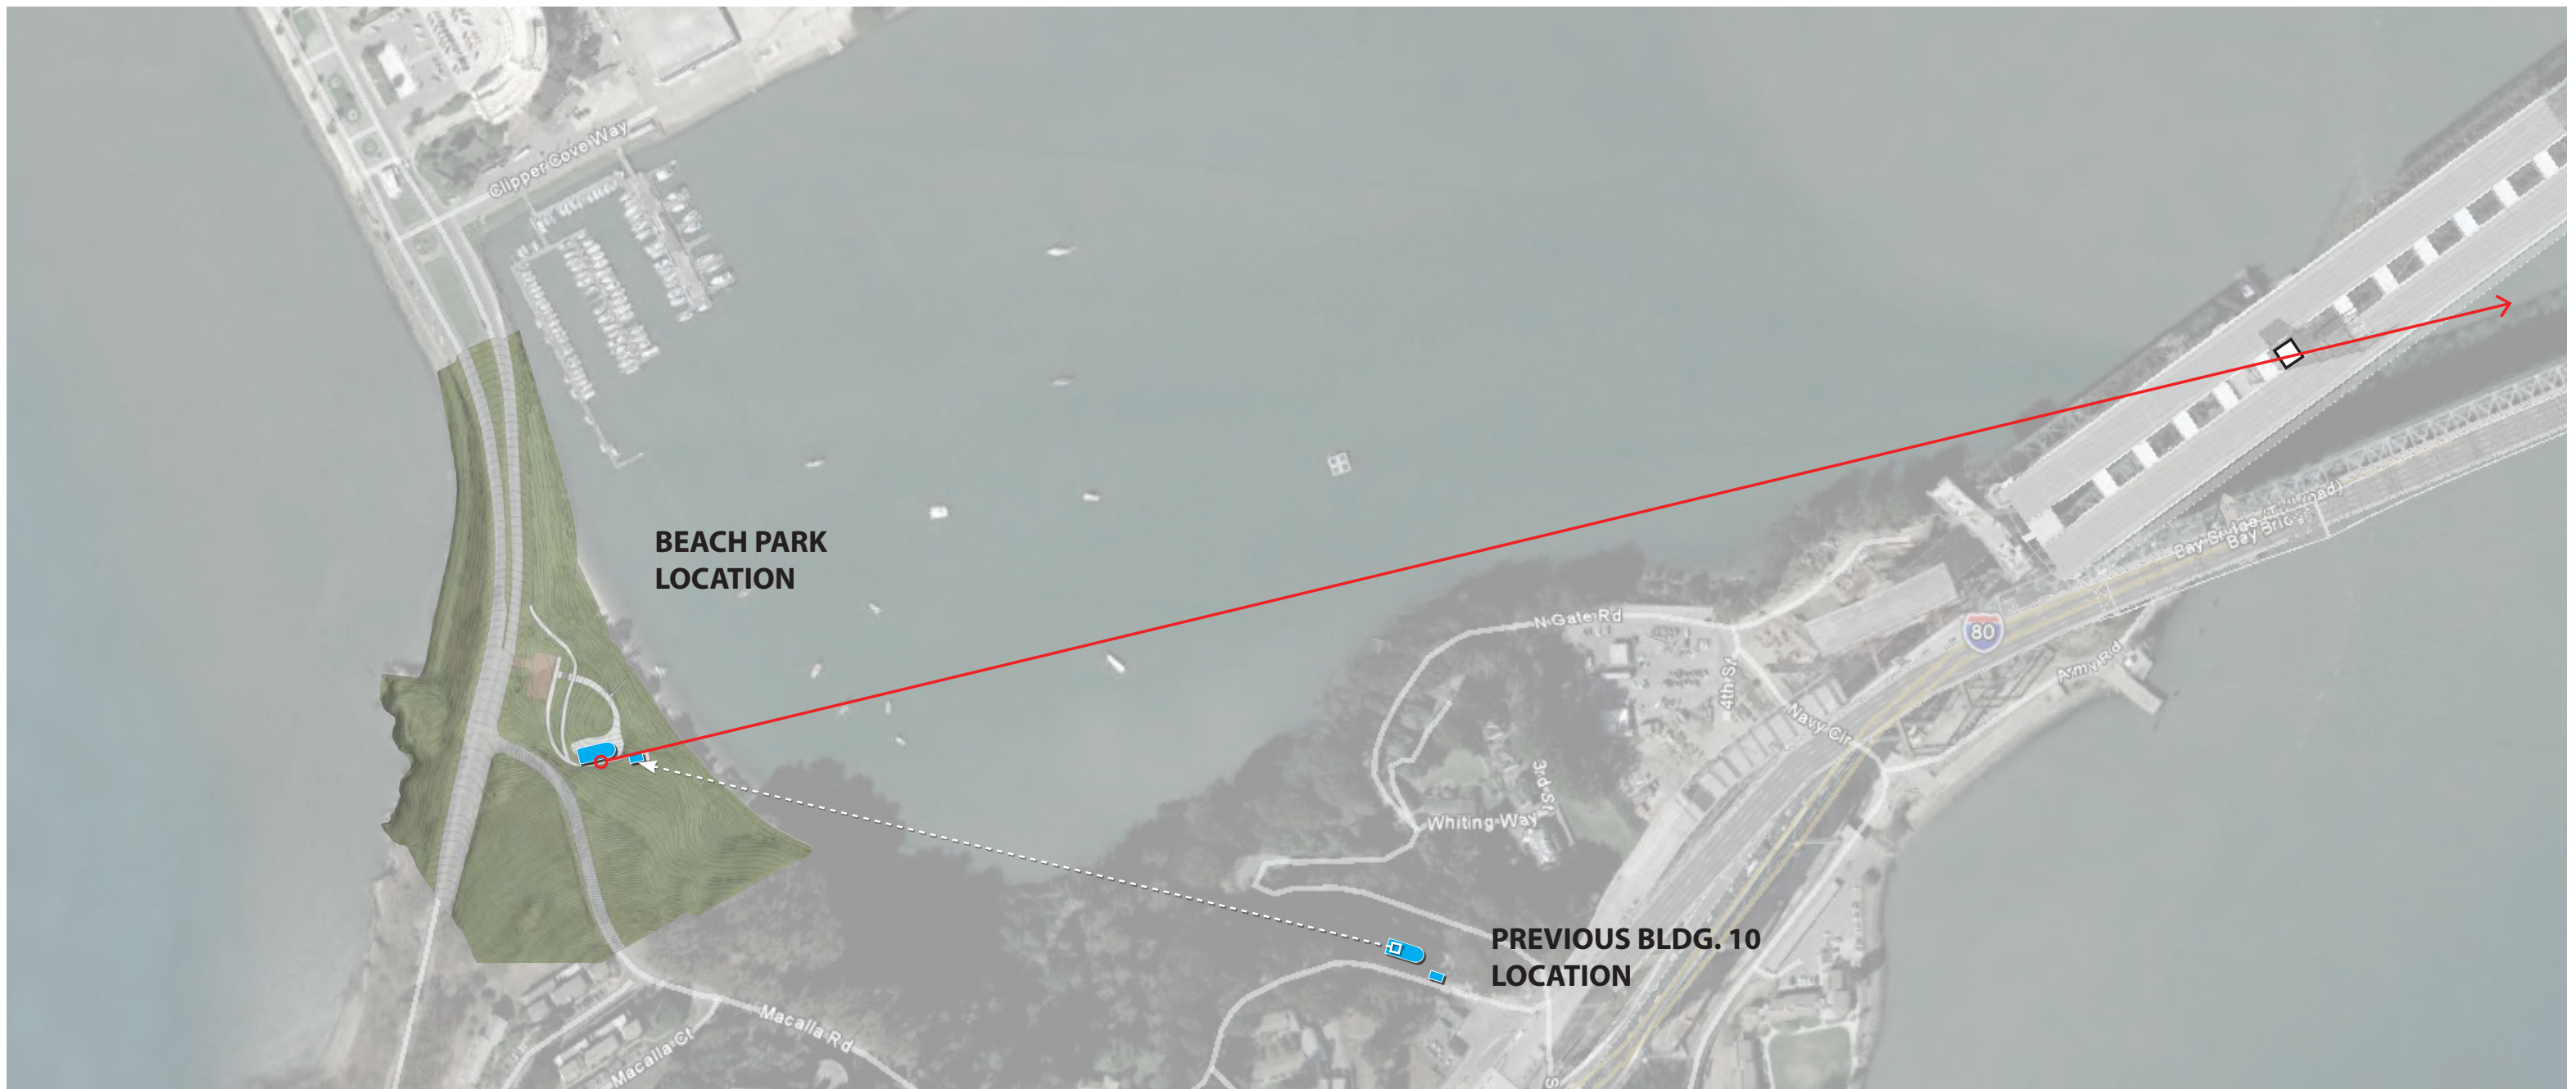 Clipper Cove Way
BEACH PARK
LOCATION
N Gate Rd
80
4th St
Army Rd
Navy Cir
3rd St
Whiting Way
PREVIOUS BLDG. 10
LOCATION
Macalla Rd
Macalla Ct